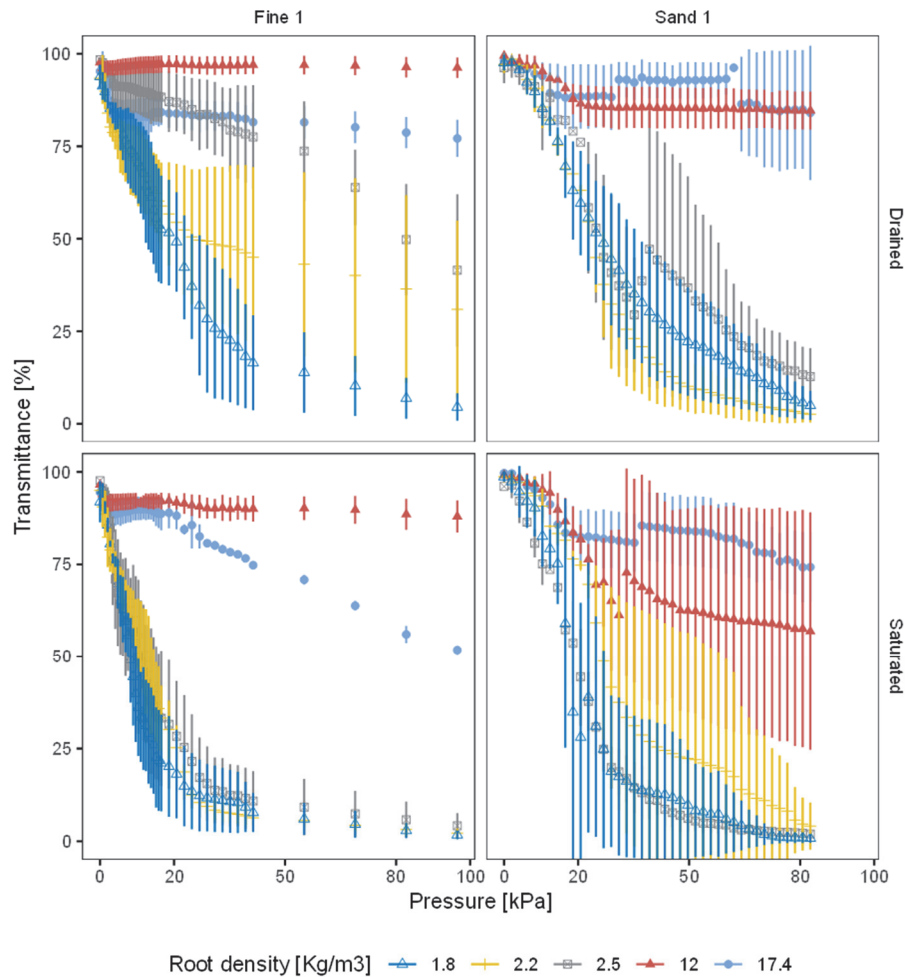 Fine 1 Sand 1
100
75
50
25
0
Drained
100
75
50
25
0
Saturated
Transmittance [%]
0 20 50 80 100 0 20 50 80 100
Pressure [kPa]
Root density [Kg/m3] 1.8 2.2 2.5 12 17.4